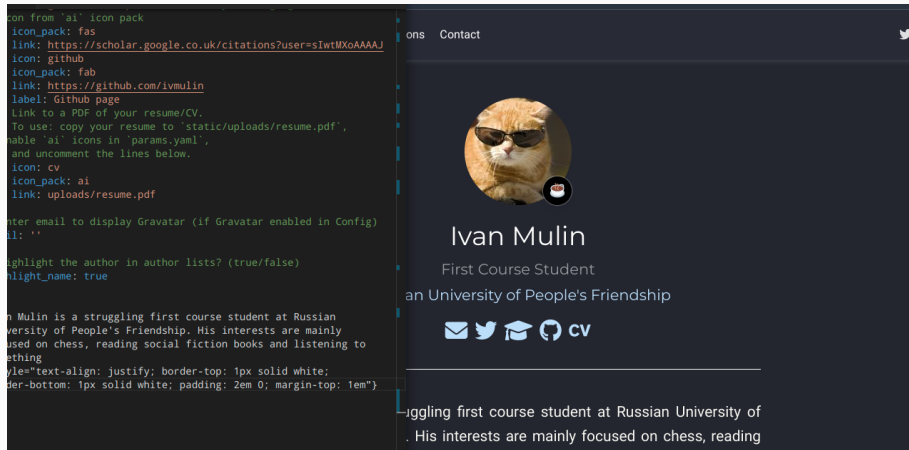 con from `ai` icon pack
icon_pack: fas
link: https://scholar.google.co.uk/citations?user=sIwtMXoAAAAJ
icon: github
icon_pack: fab
link: https://github.com/ivmulin
label: Github page
Link to a PDF of your resume/CV.
To use: copy your resume to `static/uploads/resume.pdf`,
nable `ai` icons in `params.yaml`,
and uncomment the lines below.
icon: cv
icon_pack: ai
link: uploads/resume.pdf
nter email to display Gravatar (if Gravatar enabled in Config)
il: ''
ighlight the author in author lists? (true/false)
hlight_name: true
n Mulin is a struggling first course student at Russian
versity of People's Friendship. His interests are mainly
used on chess, reading social fiction books and listening to
ething
yle="text-align: justify; border-top: 1px solid white;
der-bottom: 1px solid white; padding: 2em 0; margin-top: 1em"}
ons Contact
Ivan Mulin
First Course Student
an University of People's Friendship
CV
uggling first course student at Russian University of
. His interests are mainly focused on chess, reading